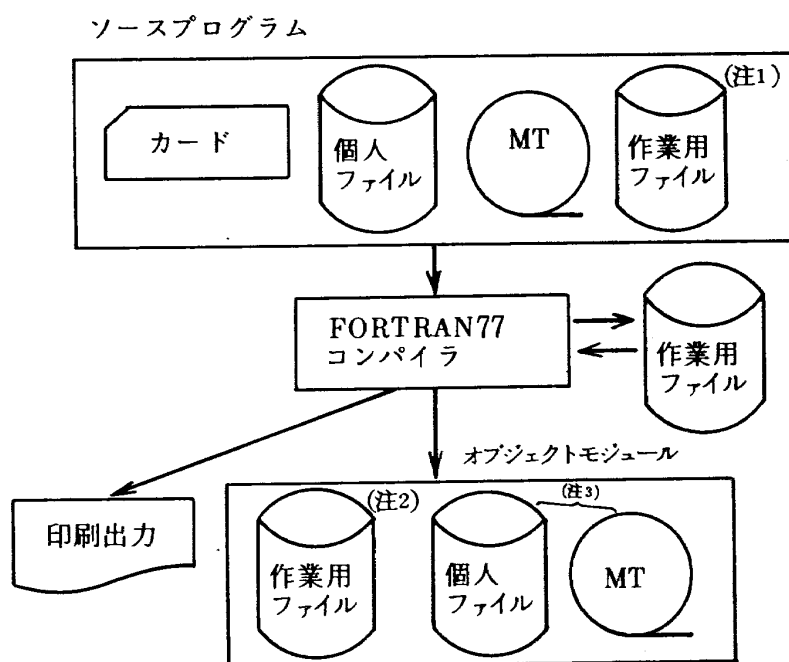 ソースプログラム
(注1)
カード
個人
ファイル
MT
作業用
ファイル
FORTRAN77
コンパイラ
作業用
ファイル
オブジェクトモジュール
印刷出力
(注2)
作業用
ファイル
個人
ファイル
(注3)
MT